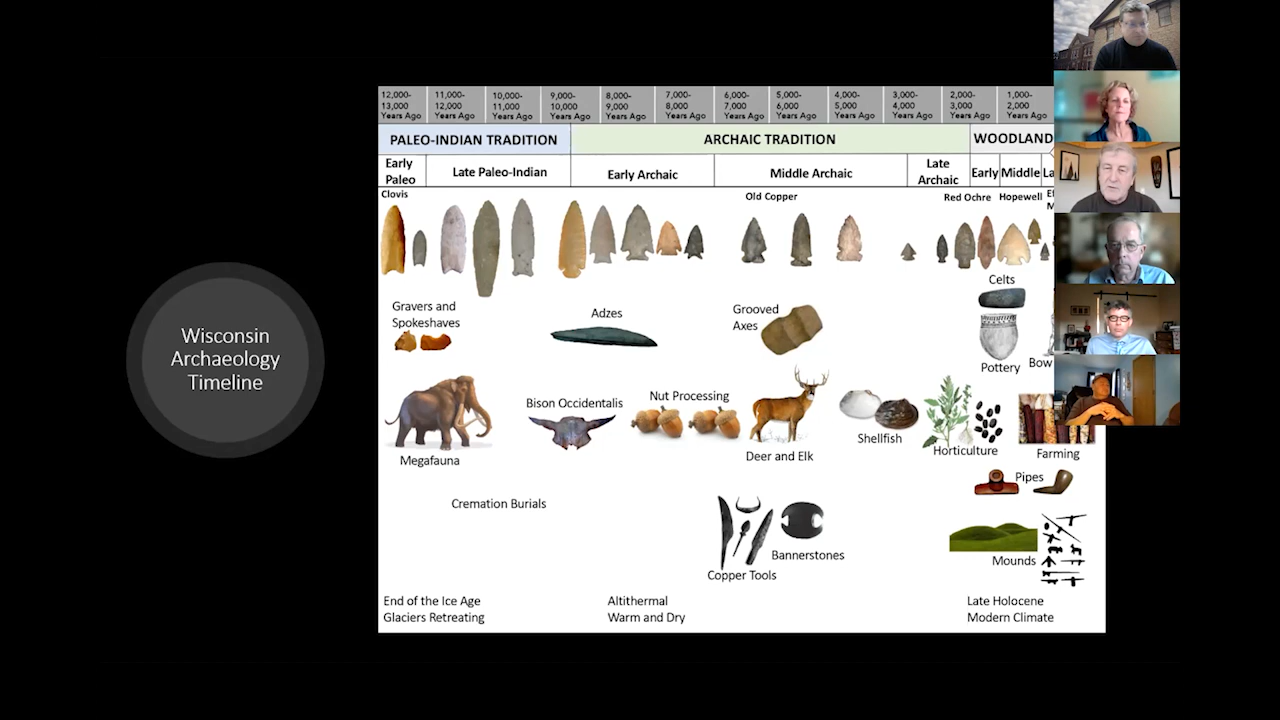 Wisconsin
Archaeology
Timeline
12,000-
13,000
Years Ago
11,000-
12,000
Years Ago
10,000-
11,000
Years Ago
9,000-
10,000
Years Ago
8,000-
9,000
Years Ago
7,000-
8,000
Years Ago
6,000-
7,000
Years Ago
5,000-
6,000
Years Ago
4,000-
5,000
Years Ago
3,000-
4,000
Years Ago
2,000-
3,000
Years Ago
1,000-
2,000
Years Ago
PALEO-INDIAN TRADITION
ARCHAIC TRADITION
WOODLAND
Early
Paleo
Late Paleo-Indian
Early Archaic
Middle Archaic
Late
Archaic
Early
Middle
Clovis
Old Copper
Red Ochre
Hopewell
Celts
Gravers and
Spokeshaves
Adzes
Grooved
Axes
Pottery
Bow
Megafauna
Bison Occidentalis
Nut Processing
Deer and Elk
Shellfish
Horticulture
Farming
Pipes
Cremation Burials
Copper Tools
Bannerstones
Mounds
End of the Ice Age
Glaciers Retreating
Altithermal
Warm and Dry
Late Holocene
Modern Climate